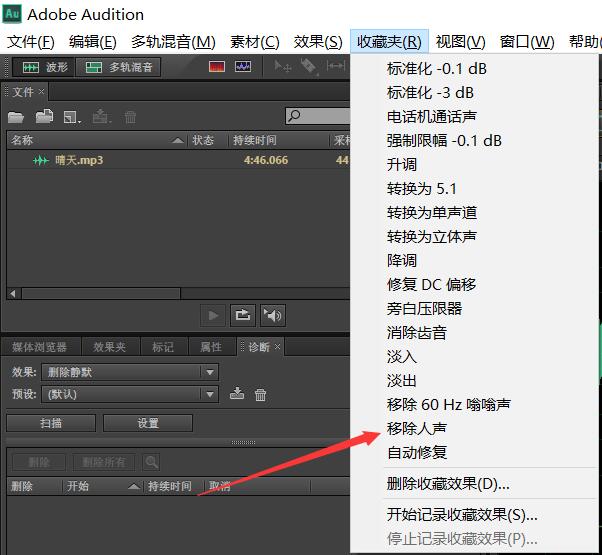 Au Adobe Audition
文件(F) 编辑(E) 多轨混音(M) 素材(C) 效果(S) 收藏夹(R) 视图(V) 窗口(W) 帮助(
波形 多轨混音
文件 ×
名称 状态 持续时间 采样
晴天.mp3 4:46.066 44
媒体浏览器 效果夹 标记 属性 诊断 ×
效果: 删除静默
预设: (默认)
扫描 设置
删除 删除所有
删除 开始 持续时间 取消
标准化 -0.1 dB
标准化 -3 dB
电话机通话声
强制限幅 -0.1 dB
升调
转换为 5.1
转换为单声道
转换为立体声
降调
修复 DC 偏移
旁白压限器
消除齿音
淡入
淡出
移除 60 Hz 嗡嗡声
移除人声
自动修复
删除收藏效果(D)...
开始记录收藏效果(S)...
停止记录收藏效果(P)...